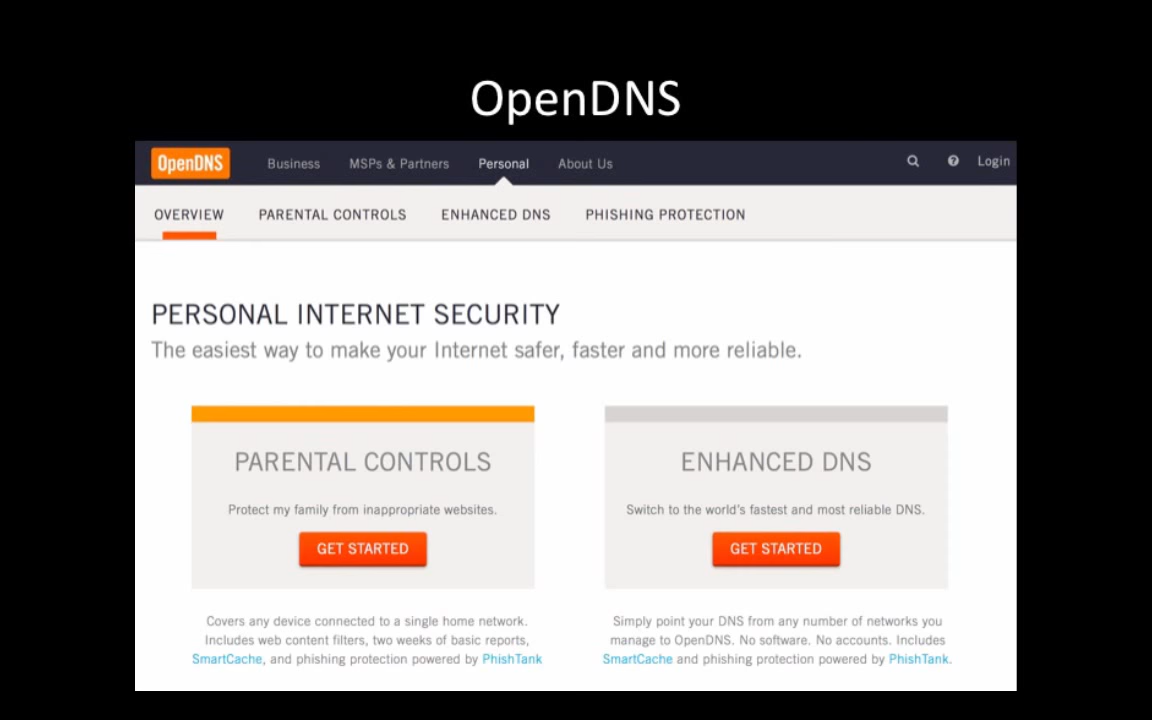 OpenDNS
OpenDNS Business MSPs & Partners Personal About Us Login
OVERVIEW PARENTAL CONTROLS ENHANCED DNS PHISHING PROTECTION
PERSONAL INTERNET SECURITY
The easiest way to make your Internet safer, faster and more reliable.
PARENTAL CONTROLS
Protect my family from inappropriate websites.
GET STARTED
Covers any device connected to a single home network.
Includes web content filters, two weeks of basic reports,
SmartCache, and phishing protection powered by PhishTank
ENHANCED DNS
Switch to the world's fastest and most reliable DNS.
GET STARTED
Simply point your DNS from any number of networks you
manage to OpenDNS. No software. No accounts. Includes
SmartCache and phishing protection powered by PhishTank.